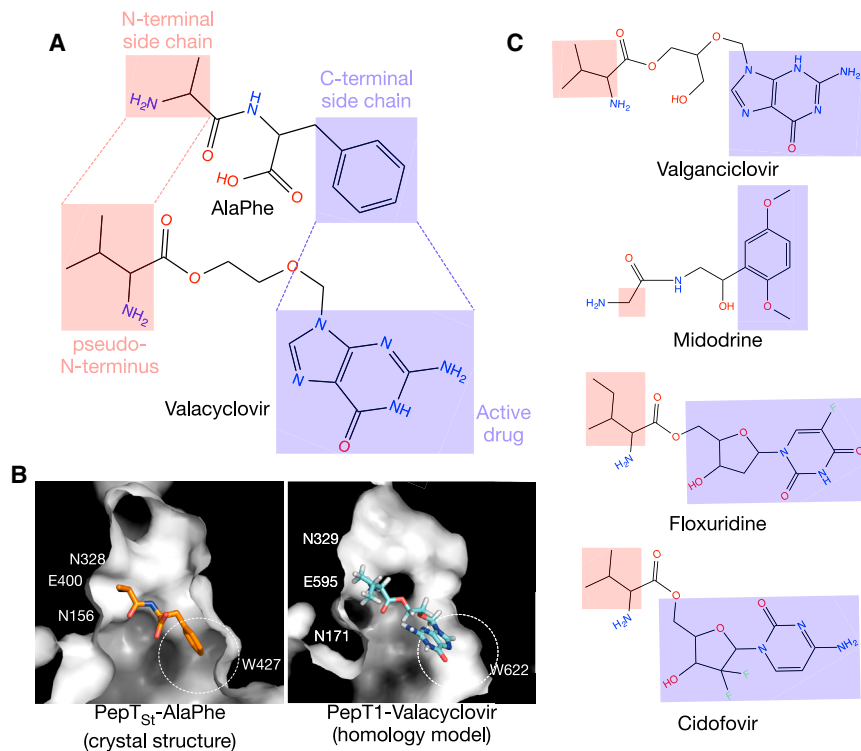 A
N-terminal
side chain
C-terminal
side chain
H2N
O
H
N
HO
O
AlaPhe
O
O
O
NH2
pseudo-
N-terminus
N
N
N
NH2
NH
O
Valacyclovir
Active
drug
B
N328
E400
N156
W427
PepTSt-AlaPhe
(crystal structure)
N329
E595
N171
W622
PepT1-Valacyclovir
(homology model)
C
O
O
O
NH2
HO
N
N
H
N
NH2
N
O
Valganciclovir
O
H2N
N
H
OH
O
O
Midodrine
O
O
H2N
O
HO
N
F
O
O
NH
Floxuridine
O
O
H2N
O
HO
F
F
O
N
N
NH2
Cidofovir